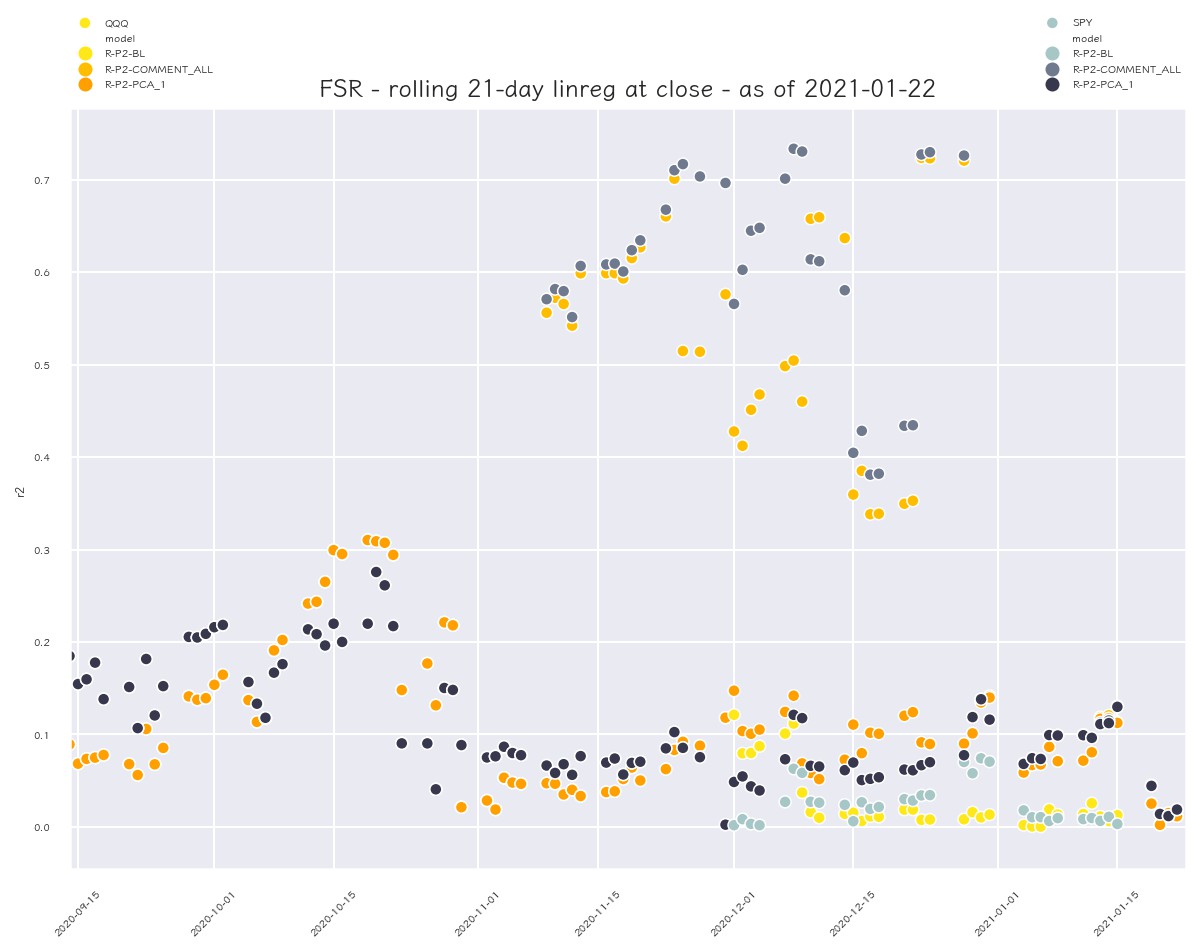 QQQ
model
R-P2-BL
R-P2-COMMENT_ALL
R-P2-PCA_1
SPY
model
R-P2-BL
R-P2-COMMENT_ALL
R-P2-PCA_1
FSR - rolling 21-day linreg at close - as of 2021-01-22
r2
0.7
0.6
0.5
0.4
0.3
0.2
0.1
0.0
2020-09-15
2020-10-01
2020-10-15
2020-11-01
2020-11-15
2020-12-01
2020-12-15
2021-01-01
2021-01-15